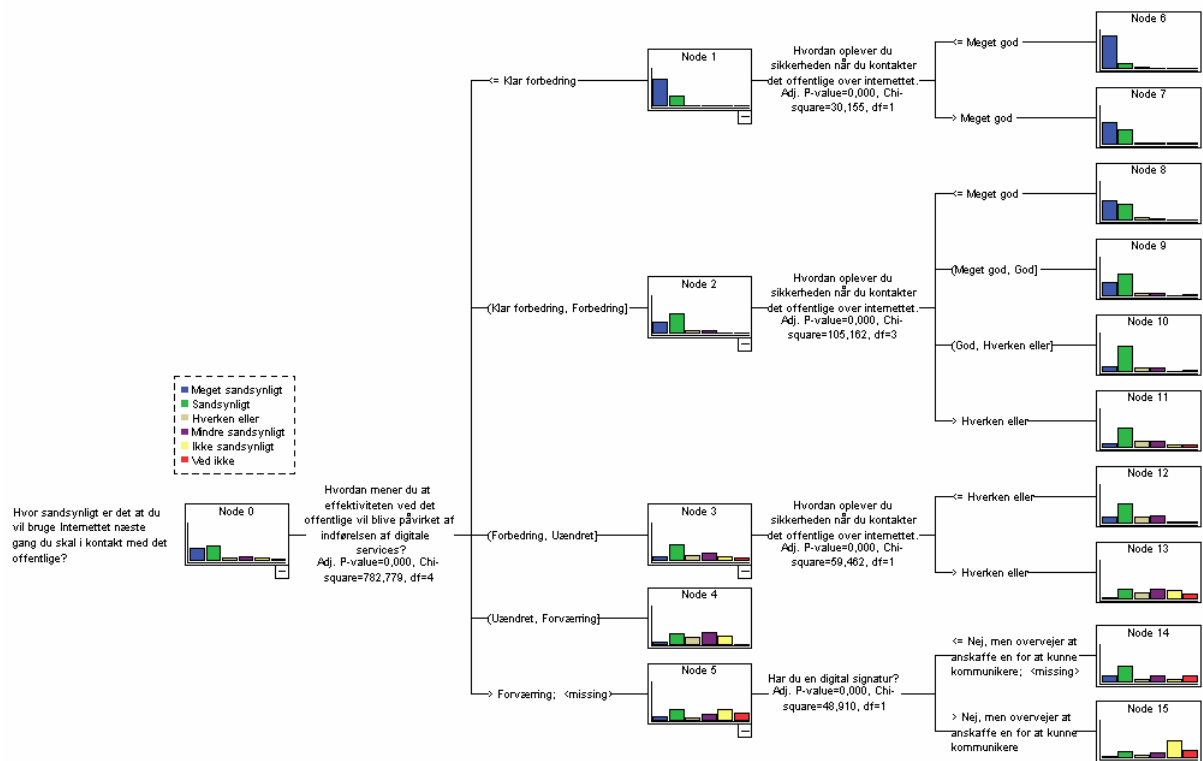 Hvor sandsynligt er det at du
vil bruge Internettet næste
gang du skal i kontakt med det
offentlige?
Meget sandsynligt
Sandsynligt
Hverken eller
Mindre sandsynligt
Ikke sandsynligt
Ved ikke
Node 0
Hvordan mener du at
effektiviteten ved det
offentlige vil blive påvirket af
indførelsen af digitale
services?
Adj. P-value=0,000, Chi-
square=782,779, df=4
<= Klar forbedring
Node 1
Hvordan oplever du
sikkerheden når du kontakter
det offentlige over internettet.
Adj. P-value=0,000, Chi-
square=30,155, df=1
<= Meget god
Node 6
> Meget god
Node 7
(Klar forbedring, Forbedring]
Node 2
Hvordan oplever du
sikkerheden når du kontakter
det offentlige over internettet.
Adj. P-value=0,000, Chi-
square=105,162, df=3
<= Meget god
Node 8
(Meget god, God]
Node 9
(God, Hverken eller]
Node 10
> Hverken eller
Node 11
(Forbedring, Uændret]
Node 3
Hvordan oplever du
sikkerheden når du kontakter
det offentlige over internettet.
Adj. P-value=0,000, Chi-
square=59,462, df=1
<= Hverken eller
Node 12
> Hverken eller
Node 13
(Uændret, Forværring]
Node 4
> Forværring; <missing>
Node 5
Har du en digital signatur?
Adj. P-value=0,000, Chi-
square=48,910, df=1
<= Nej, men overvejer at
anskaffe en for at kunne
kommunikere; <missing>
Node 14
> Nej, men overvejer at
anskaffe en for at kunne
kommunikere
Node 15